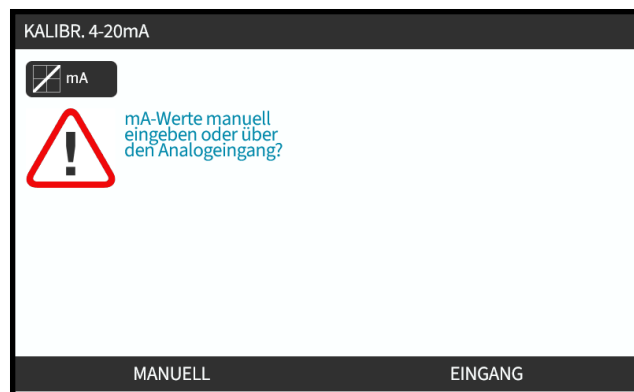 KALIBR. 4-20mA
mA
mA-Werte manuell
eingeben oder über
den Analogeingang?
MANUELL EINGANG